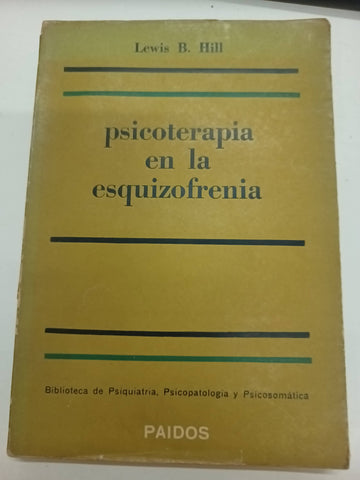 Lewis B. Hill
psicoterapia
en la
esquizofrenia
Biblioteca de Psiquiatría, Psicopatología y Psicosomática
PAIDOS